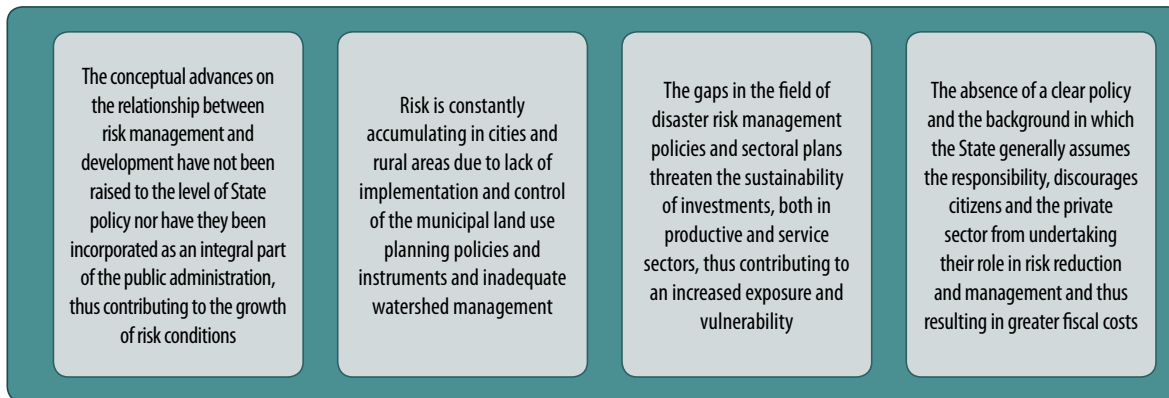 The conceptual advances on
the relationship between
risk management and
development have not been
raised to the level of State
policy nor have they been
incorporated as an integral part
of the public administration,
thus contributing to the growth
of risk conditions
Risk is constantly
accumulating in cities and
rural areas due to lack of
implementation and control
of the municipal land use
planning policies and
instruments and inadequate
watershed management
The gaps in the field of
disaster risk management
policies and sectoral plans
threaten the sustainability
of investments, both in
productive and service
sectors, thus contributing to
an increased exposure and
vulnerability
The absence of a clear policy
and the background in which
the State generally assumes
the responsibility, discourages
citizens and the private
sector from undertaking
their role in risk reduction
and management and thus
resulting in greater fiscal costs